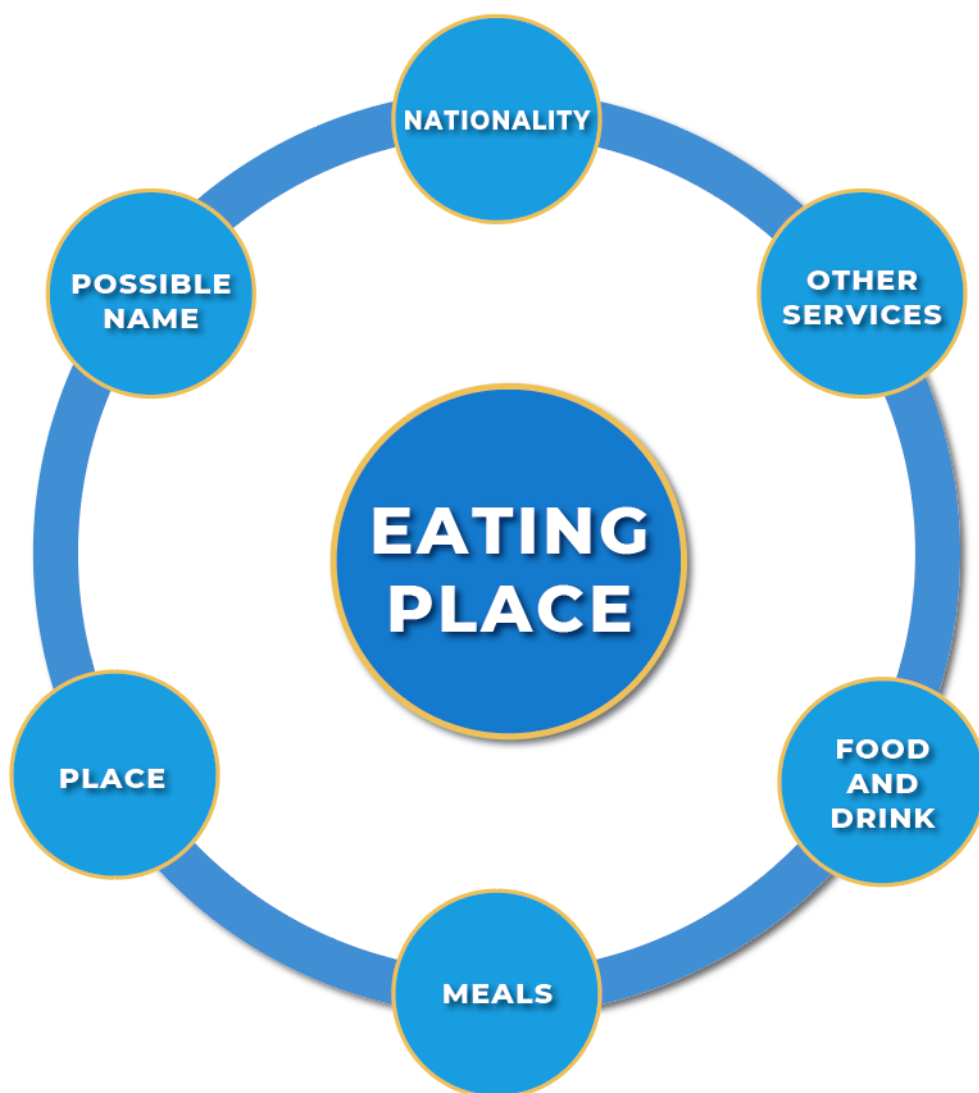 NATIONALITY
POSSIBLE
NAME
OTHER
SERVICES
EATING
PLACE
PLACE
FOOD
AND
DRINK
MEALS